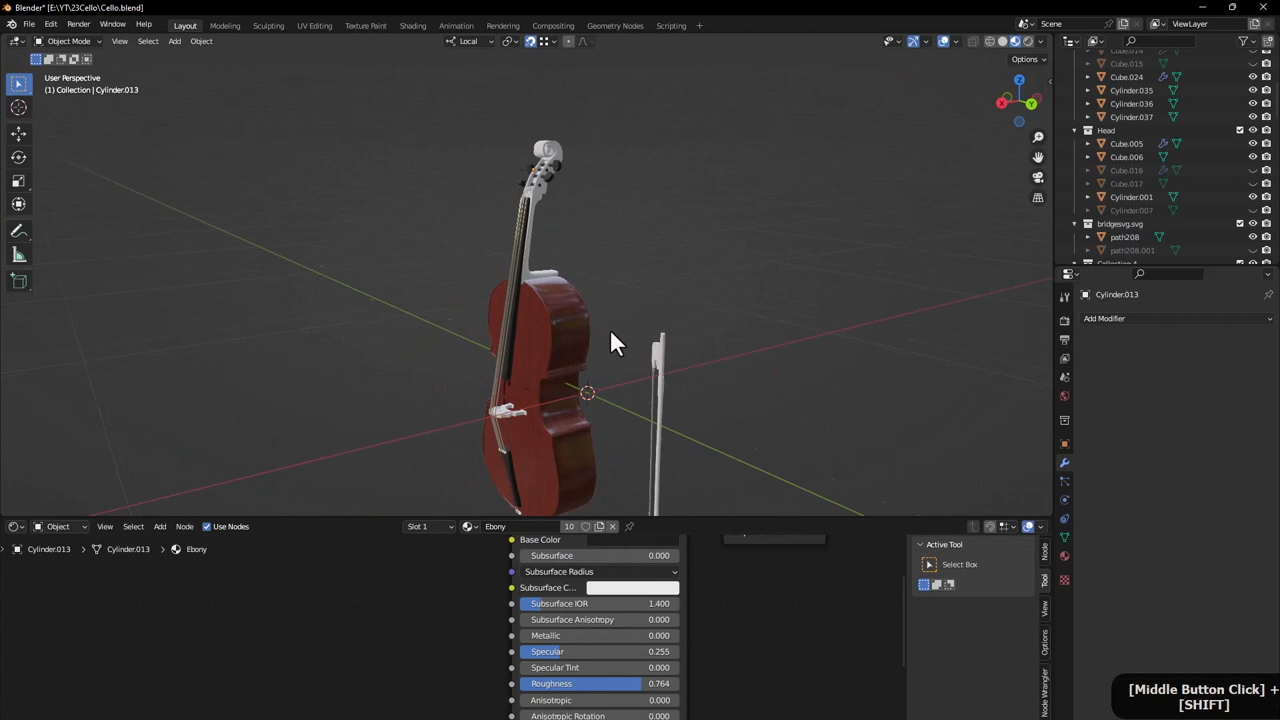 Blender* [E:\YT\23Cello\Cello.blend]
File Edit Render Window Help Layout Modeling Sculpting UV Editing Texture Paint Shading Animation Rendering Compositing Geometry Nodes Scripting Scene ViewLayer
Object Mode View Select Add Object Local
Options
User Perspective
(1) Collection | Cylinder.013
X
Y
Z
Cube.015
Cube.024
Cylinder.035
Cylinder.036
Cylinder.037
Head
Cube.005
Cube.006
Cube.016
Cube.017
Cylinder.001
Cylinder.007
bridgesvg.svg
path208
path208.001
Cylinder.013
Add Modifier
Object View Select Add Node Use Nodes Slot 1 Ebony 10
Cylinder.013 Cylinder.013 Ebony
Base Color
Subsurface 0.000
Subsurface Radius
Subsurface C...
Subsurface IOR 1.400
Subsurface Anisotropy 0.000
Metallic 0.000
Specular 0.255
Specular Tint 0.000
Roughness 0.764
Anisotropic 0.000
Anisotropic Rotation 0.000
Active Tool
Select Box
Node
Tool
View
Options
Node Wrangler
[Middle Button Click] +
[SHIFT]